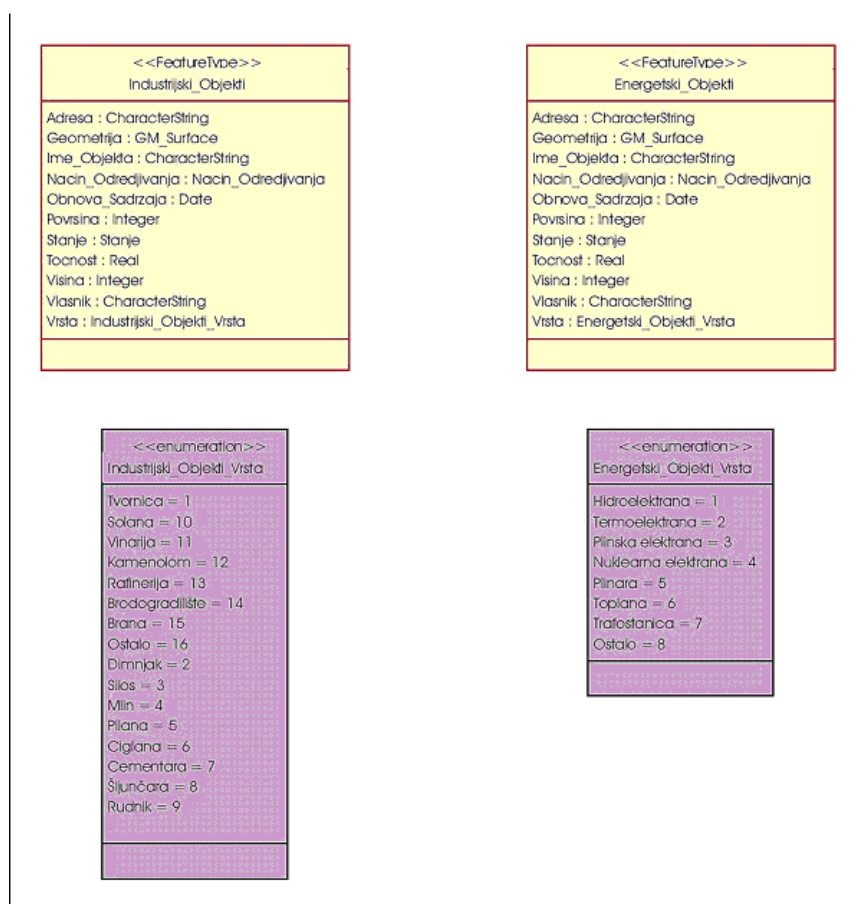 <<FeatureType>>
Industrijski_Objekti
Adresa : CharacterString
Geometrija : GM_Surface
Ime_Objekta : CharacterString
Nacin_Odredjivanja : Nacin_Odredjivanja
Obnova_Sadrzaja : Date
Povrsina : Integer
Stanje : Stanje
Tocnost : Real
Visina : Integer
Vlasnik : CharacterString
Vrsta : Industrijski_Objekti_Vrsta
<<FeatureType>>
Energetski_Objekti
Adresa : CharacterString
Geometrija : GM_Surface
Ime_Objekta : CharacterString
Nacin_Odredjivanja : Nacin_Odredjivanja
Obnova_Sadrzaja : Date
Povrsina : Integer
Stanje : Stanje
Tocnost : Real
Visina : Integer
Vlasnik : CharacterString
Vrsta : Energetski_Objekti_Vrsta
<<enumeration>>
Industrijski_Objekti_Vrsta
Tvornica = 1
Solana = 10
Vinarija = 11
Kamenolom = 12
Rafinerija = 13
Brodogradilište = 14
Brana = 15
Ostalo = 16
Dimnjak = 2
Silos = 3
Mlin = 4
Pilana = 5
Ciglana = 6
Cementara = 7
Šljunčara = 8
Rudnik = 9
<<enumeration>>
Energetski_Objekti_Vrsta
Hidroelektrana = 1
Termoelektrana = 2
Plinska elektrana = 3
Nuklearna elektrana = 4
Plinara = 5
Toplana = 6
Trafostanica = 7
Ostalo = 8